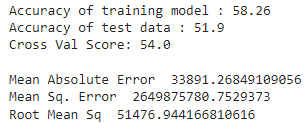 Accuracy of training model : 58.26
Accuracy of test data : 51.9
Cross Val Score: 54.0
Mean Absolute Error  33891.26849109056
Mean Sq. Error  2649875780.7529373
Root Mean Sq  51476.944166810616